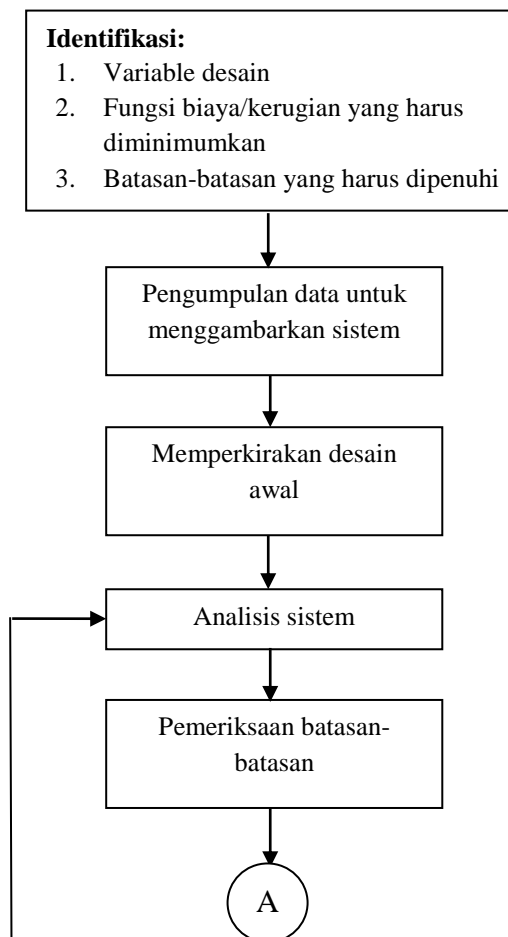 Identifikasi:
1. Variable desain
2. Fungsi biaya/kerugian yang harus
diminimumkan
3. Batasan-batasan yang harus dipenuhi
Pengumpulan data untuk
menggambarkan sistem
Memperkirakan desain
awal
Analisis sistem
Pemeriksaan batasan-
batasan
A